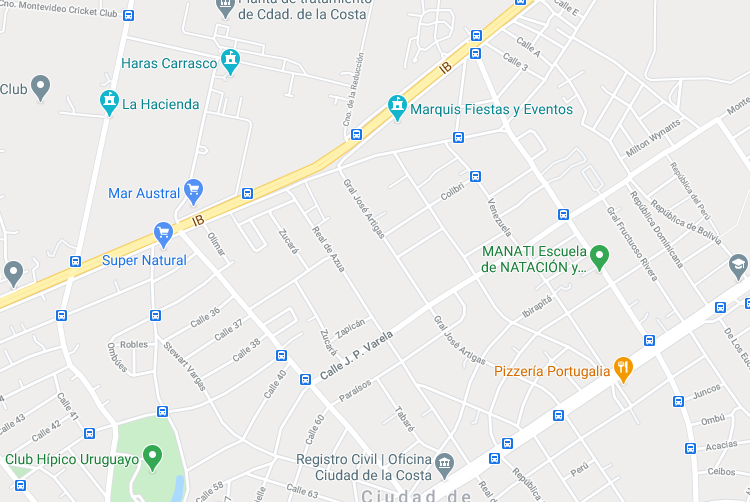 Cno. Montevideo Cricket Club
Planta de tratamiento
de Cdad. de la Costa
Haras Carrasco
La Hacienda
Club
Cno. de la Reducción
IB
Calle A
Calle 3
Calle E
Marquis Fiestas y Eventos
Milton Wynants
Monte
Mar Austral
IB
Super Natural
Gral José Artigas
Colibrí
Venezuela
República del Perú
República de Bolivia
República Dominicana
Gral Fructuoso Rivera
Olimar
Zucará
Real de Azua
MANATI Escuela
de NATACIÓN y...
Ibirapitá
Calle 36
Calle 37
Calle 38
Robles
Ombúes
Stewart Vargas
Zapicán
Zucará
Calle J. P. Varela
Gral José Artigas
Pizzería Portugalia
De Los Euc
Calle 40
Paraísos
Tabaré
Calle 60
Calle 41
Calle 42
Calle 43
Juncos
Ombú
Acacias
Ceibos
Club Hípico Uruguayo
Registro Civil | Oficina
Ciudad de la Costa
Perú
Real de
Calle 58
Calle 63
Ciudad de